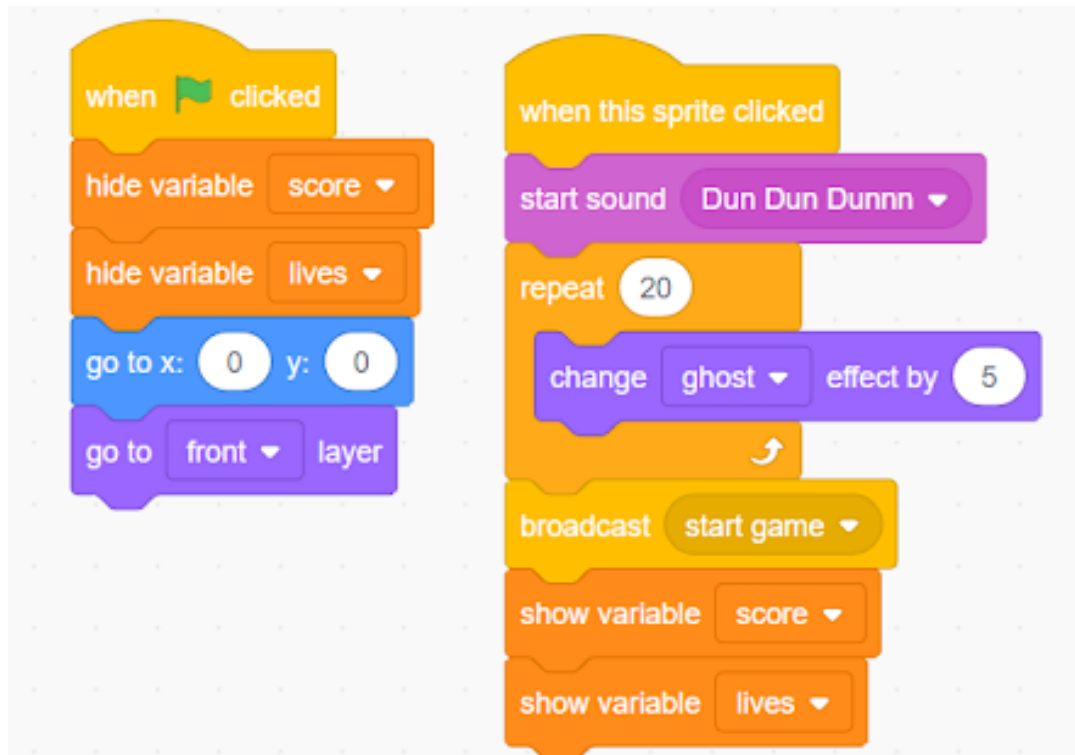 when clicked
hide variable score
hide variable lives
go to x: 0 y: 0
go to front layer
when this sprite clicked
start sound Dun Dun Dunnn
repeat 20
change ghost effect by 5
broadcast start game
show variable score
show variable lives